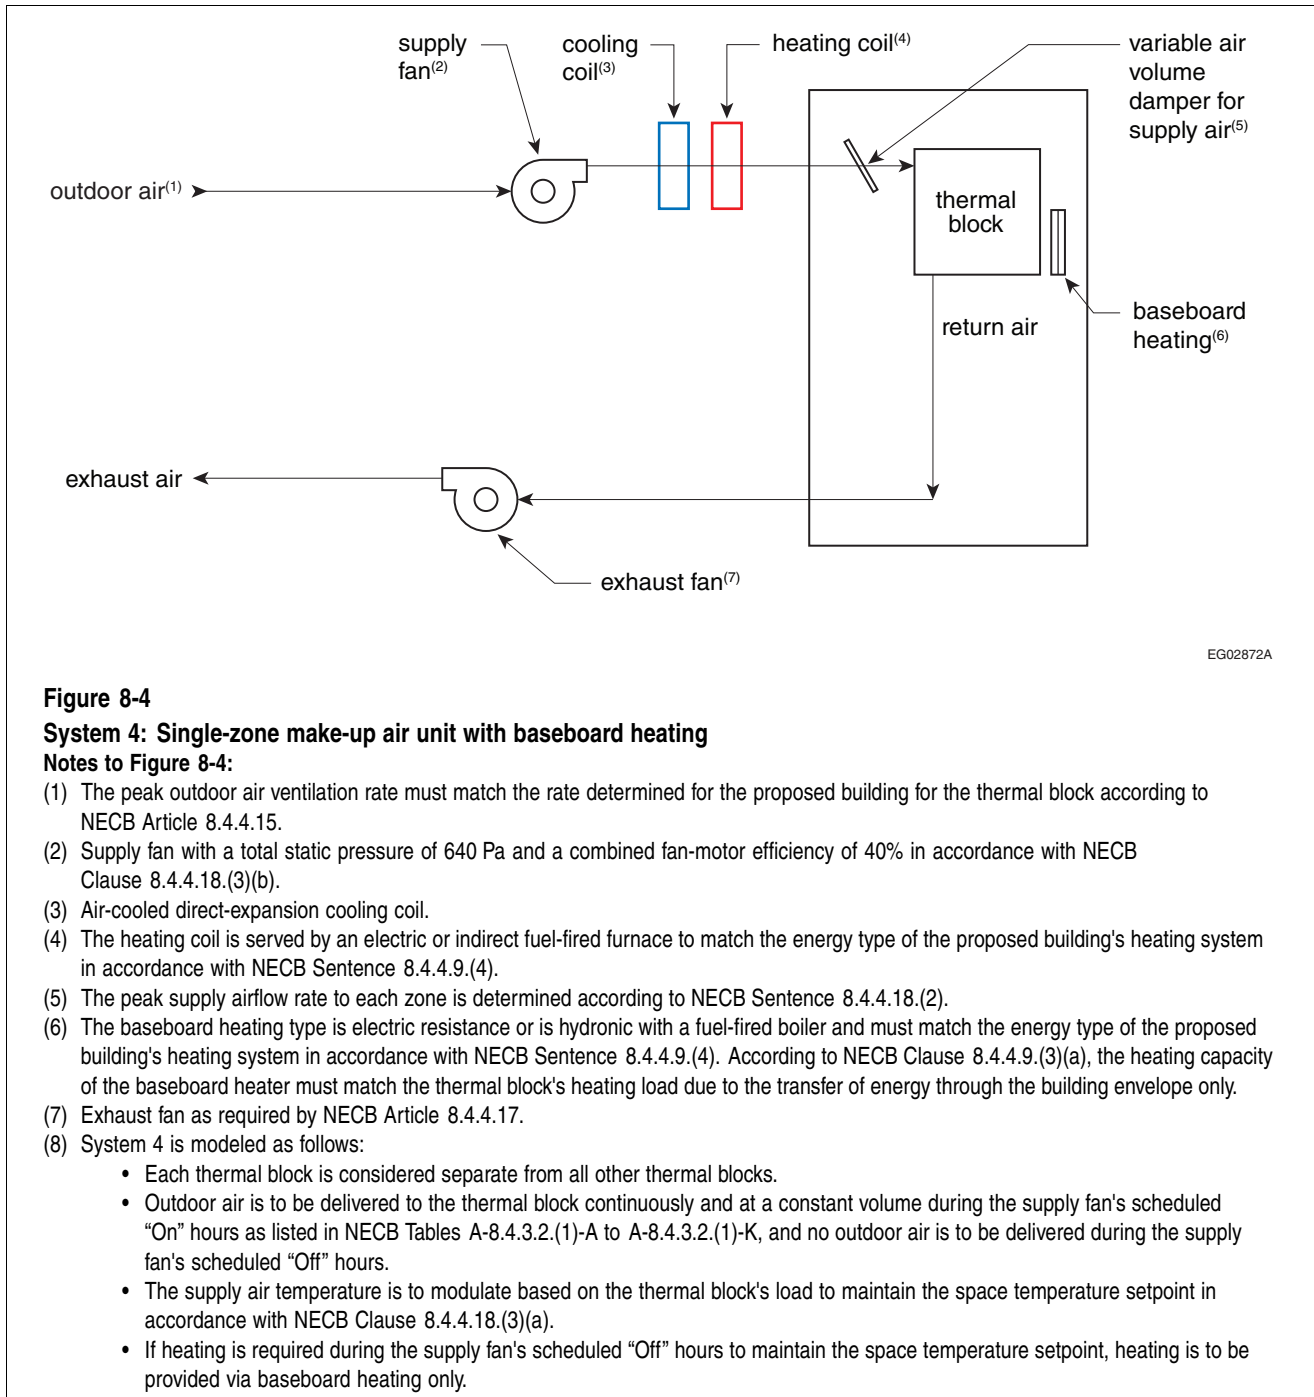 supply fan(2)
cooling coil(3)
heating coil(4)
variable air volume damper for supply air(5)
outdoor air(1)
thermal block
return air
baseboard heating(6)
exhaust air
exhaust fan(7)
EG02872A
Figure 8-4
System 4: Single-zone make-up air unit with baseboard heating
Notes to Figure 8-4:
(1) The peak outdoor air ventilation rate must match the rate determined for the proposed building for the thermal block according to
NECB Article 8.4.4.15.
(2) Supply fan with a total static pressure of 640 Pa and a combined fan-motor efficiency of 40% in accordance with NECB
Clause 8.4.4.18.(3)(b).
(3) Air-cooled direct-expansion cooling coil.
(4) The heating coil is served by an electric or indirect fuel-fired furnace to match the energy type of the proposed building's heating system
in accordance with NECB Sentence 8.4.4.9.(4).
(5) The peak supply airflow rate to each zone is determined according to NECB Sentence 8.4.4.18.(2).
(6) The baseboard heating type is electric resistance or is hydronic with a fuel-fired boiler and must match the energy type of the proposed
building's heating system in accordance with NECB Sentence 8.4.4.9.(4). According to NECB Clause 8.4.4.9.(3)(a), the heating capacity
of the baseboard heater must match the thermal block's heating load due to the transfer of energy through the building envelope only.
(7) Exhaust fan as required by NECB Article 8.4.4.17.
(8) System 4 is modeled as follows:
• Each thermal block is considered separate from all other thermal blocks.
• Outdoor air is to be delivered to the thermal block continuously and at a constant volume during the supply fan's scheduled
“On” hours as listed in NECB Tables A-8.4.3.2.(1)-A to A-8.4.3.2.(1)-K, and no outdoor air is to be delivered during the supply
fan's scheduled “Off” hours.
• The supply air temperature is to modulate based on the thermal block's load to maintain the space temperature setpoint in
accordance with NECB Clause 8.4.4.18.(3)(a).
• If heating is required during the supply fan's scheduled “Off” hours to maintain the space temperature setpoint, heating is to be
provided via baseboard heating only.